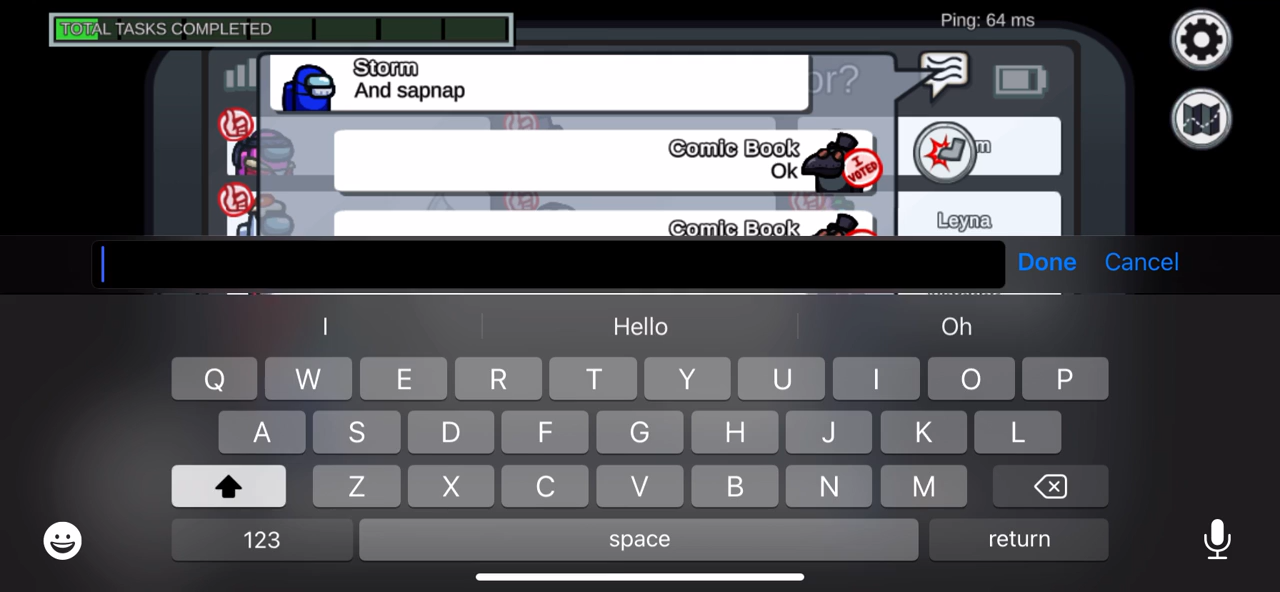 TOTAL TASKS COMPLETED
Ping: 64 ms
or?
Storm
And sapnap
Comic Book
Ok
I VOTED
m
Leyna
Comic Book
Done
Cancel
I
Hello
Oh
Q W E R T Y U I O P
A S D F G H J K L
Z X C V B N M
123
space
return